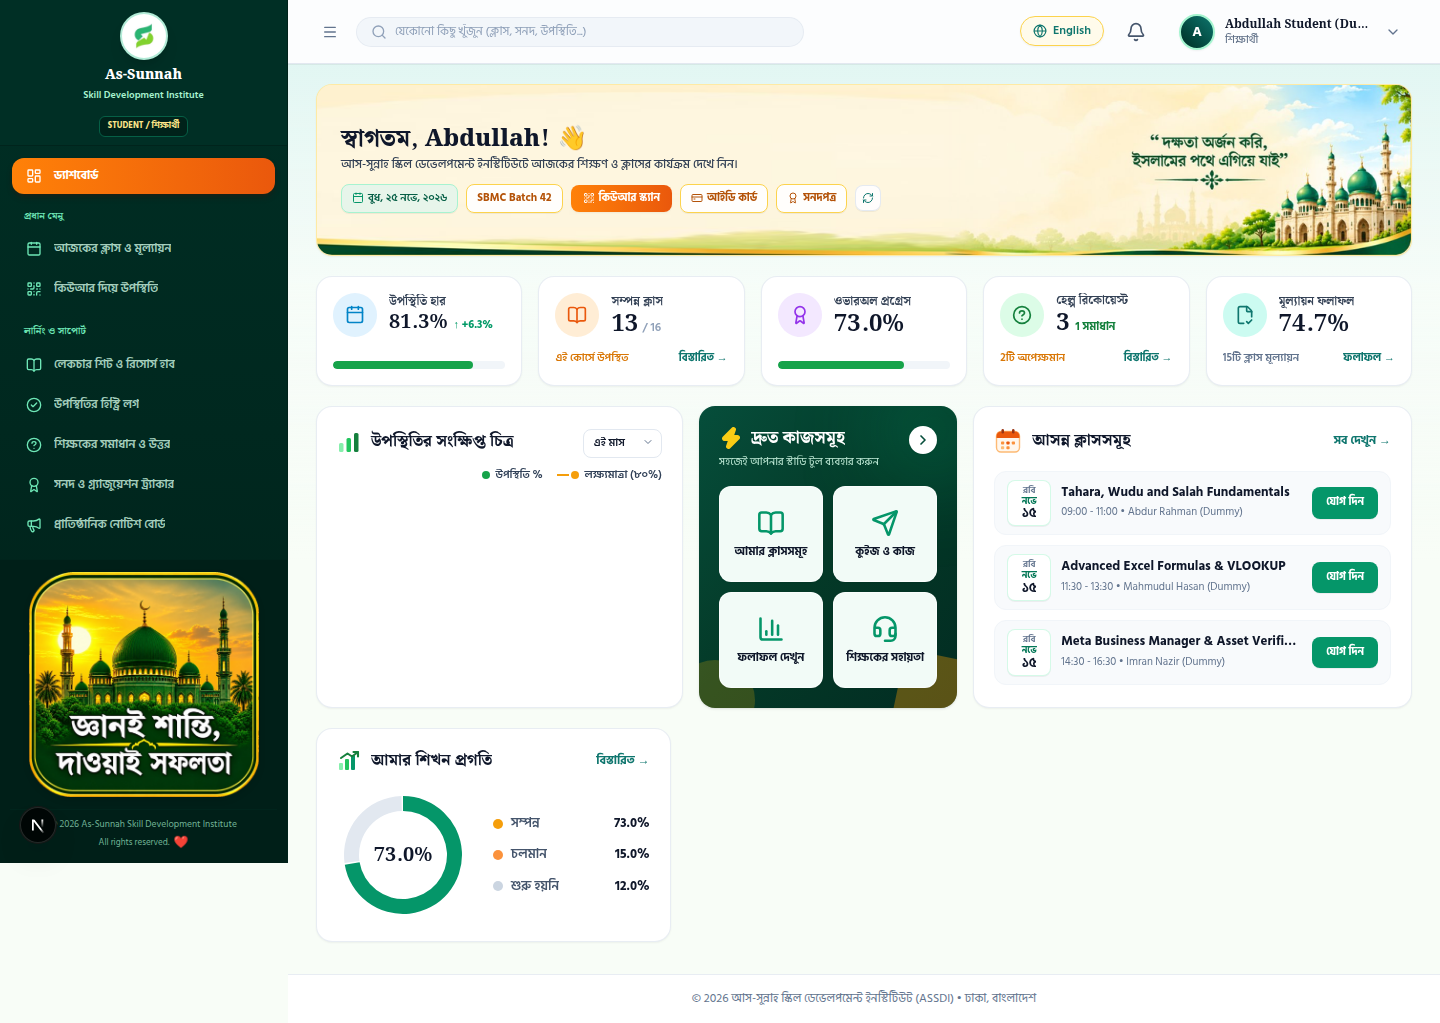 As-Sunnah
Skill Development Institute
STUDENT / শিক্ষার্থী
ড্যাশবোর্ড
প্রধান মেনু
আজকের ক্লাস ও মূল্যায়ন
কিউআর দিয়ে উপস্থিতি
লার্নিং ও সাপোর্ট
লেকচার শিট ও রিসোর্স হাব
উপস্থিতির হিস্ট্রি লগ
শিক্ষকের সমাধান ও উত্তর
সনদ ও গ্র্যাজুয়েশন ট্র্যাকার
প্রাতিষ্ঠানিক নোটিশ বোর্ড
জ্ঞানই শান্তি,
দাওয়াই সফলতা
N
2026 As-Sunnah Skill Development Institute
All rights reserved. ❤️
যেকোনো কিছু খুঁজুন (ক্লাস, সনদ, উপস্থিতি...)
English
A
Abdullah Student (Du...
শিক্ষার্থী
স্বাগতম, Abdullah! 👋
আস-সুন্নাহ স্কিল ডেভেলপমেন্ট ইনস্টিটিউটে আজকের শিক্ষণ ও ক্লাসের কার্যক্রম দেখে নিন।
বুধ, ২৫ নভে, ২০২৬
SBMC Batch 42
কিউআর স্ক্যান
আইডি কার্ড
সনদপত্র
“ দক্ষতা অর্জন করি,
ইসলামের পথে এগিয়ে যাই”
উপস্থিতি হার
81.3% ↑ +6.3%
সম্পন্ন ক্লাস
13 / 16
এই কোর্সে উপস্থিত
বিস্তারিত →
ওভারঅল প্রগ্রেস
73.0%
হেল্প রিকোয়েস্ট
3 1 সমাধান
2টি অপেক্ষমান
বিস্তারিত →
মূল্যায়ন ফলাফল
74.7%
15টি ক্লাস মূল্যায়ন
ফলাফল →
উপস্থিতির সংক্ষিপ্ত চিত্র
এই মাস
উপস্থিতি %
লক্ষ্যমাত্রা (৮০%)
দ্রুত কাজসমূহ
সহজেই আপনার স্টাডি টুল ব্যবহার করুন
আমার ক্লাসসমূহ
কুইজ ও কাজ
ফলাফল দেখুন
শিক্ষকের সহায়তা
আসন্ন ক্লাসসমূহ
সব দেখুন →
রবি
নভে
১৫
Tahara, Wudu and Salah Fundamentals
09:00 - 11:00 • Abdur Rahman (Dummy)
যোগ দিন
রবি
নভে
১৫
Advanced Excel Formulas & VLOOKUP
11:30 - 13:30 • Mahmudul Hasan (Dummy)
যোগ দিন
রবি
নভে
১৫
Meta Business Manager & Asset Verifi...
14:30 - 16:30 • Imran Nazir (Dummy)
যোগ দিন
আমার শিখন প্রগতি
বিস্তারিত →
73.0%
সম্পন্ন 73.0%
চলমান 15.0%
শুরু হয়নি 12.0%
© 2026 আস-সুন্নাহ স্কিল ডেভেলপমেন্ট ইনস্টিটিউট (ASSDI) • ঢাকা, বাংলাদেশ